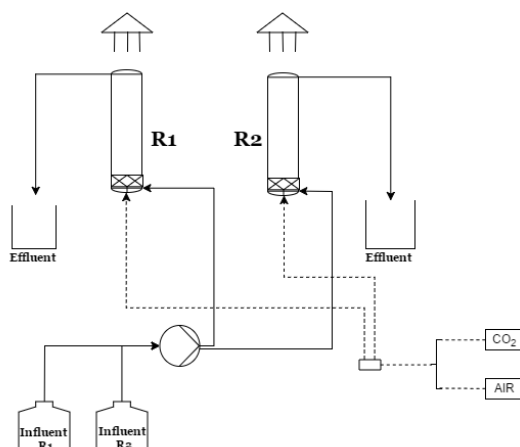 R1
R2
Effluent
Effluent
CO2
AIR
Influent
R1
Influent
R2